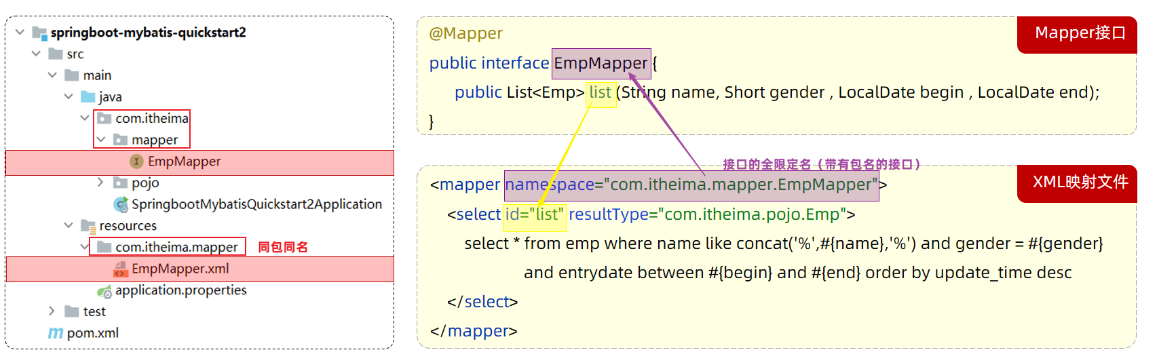 springboot-mybatis-quickstart2
src
main
java
com.itheima
mapper
EmpMapper
pojo
SpringbootMybatisQuickstart2Application
resources
com.itheima.mapper 同包同名
EmpMapper.xml
application.properties
test
pom.xml
Mapper接口
@Mapper
public interface EmpMapper {
public List<Emp> list (String name, Short gender , LocalDate begin , LocalDate end);
}
接口的全限定名（带有包名的接口）
XML映射文件
<mapper namespace="com.itheima.mapper.EmpMapper">
<select id="list" resultType="com.itheima.pojo.Emp">
select * from emp where name like concat('%',#{name},'%') and gender = #{gender}
and entrydate between #{begin} and #{end} order by update_time desc
</select>
</mapper>